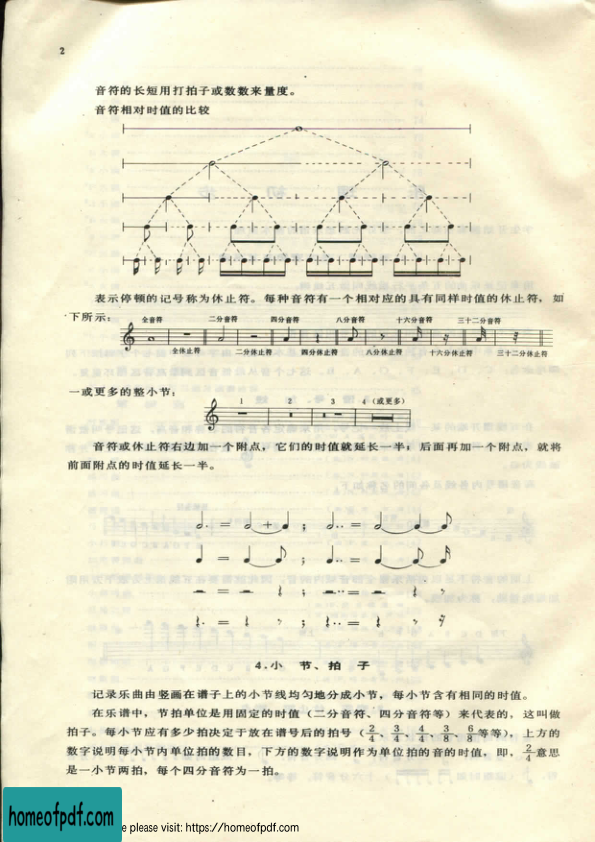 2
音符的长短用打拍子或数数来量度。
音符相对时值的比较
表示停顿的记号称为休止符。每种音符有一个相对应的具有同样时值的休止符，如
下所示：
全音符 二分音符 四分音符 八分音符 十六分音符 三十二分音符
全休止符 二分休止符 四分休止符 八分休止符 十六分休止符 三十二分休止符
一或更多的整小节：
1 2 3 4（或更多）
音符或休止符右边加一个附点，它们的时值就延长一半；后面再加一个附点，就将
前面附点的时值延长一半。
4.小 节、拍 子
记录乐曲由竖画在谱子上的小节线均匀地分成小节，每小节含有相同的时值。
在乐谱中，节拍单位是用固定的时值（二分音符、四分音符等）来代表的，这叫做
拍子。每小节应有多少拍决定于放在谱号后的拍号（2/4、3/4、4/4、3/8、6/8等等），上方的
数字说明每小节内单位拍的数目，下方的数字说明作为单位拍的音的时值。即，2/4意思
是一小节两拍，每个四分音符为一拍。
homeofpdf.com
e please visit: https://homeofpdf.com